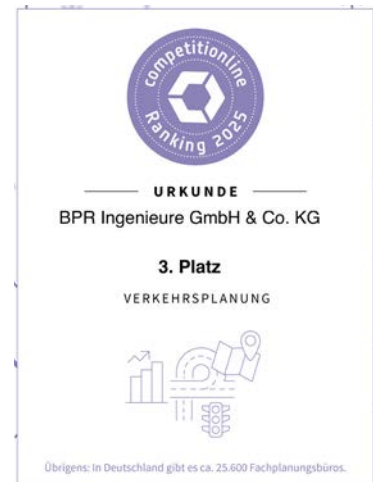 competitionline
Ranking 2025
URKUNDE
BPR Ingenieure GmbH & Co. KG
3. Platz
VERKEHRSPLANUNG
Übrigens: In Deutschland gibt es ca. 25.600 Fachplanungsbüros.